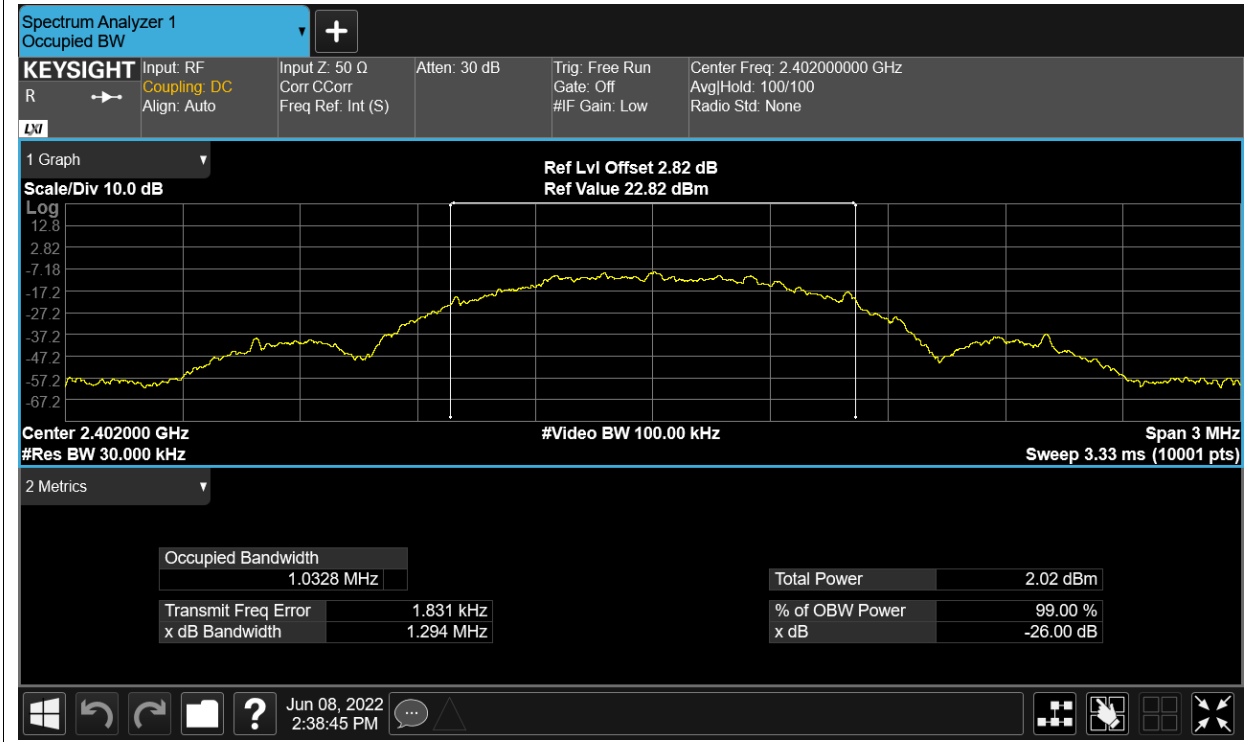 Spectrum Analyzer 1
Occupied BW
KEYSIGHT Input: RF Input Z: 50 Ω Atten: 30 dB Trig: Free Run Center Freq: 2.402000000 GHz
R Coupling: DC Corr CCorr Gate: Off Avg|Hold: 100/100
Align: Auto Freq Ref: Int (S) #IF Gain: Low Radio Std: None
LXI
1 Graph Ref Lvl Offset 2.82 dB
Scale/Div 10.0 dB Ref Value 22.82 dBm
Log
12.8
2.82
-7.18
-17.2
-27.2
-37.2
-47.2
-57.2
-67.2
Center 2.402000 GHz #Video BW 100.00 kHz Span 3 MHz
#Res BW 30.000 kHz Sweep 3.33 ms (10001 pts)
2 Metrics
Occupied Bandwidth
1.0328 MHz Total Power 2.02 dBm
Transmit Freq Error 1.831 kHz % of OBW Power 99.00 %
x dB Bandwidth 1.294 MHz x dB -26.00 dB
? Jun 08, 2022
2:38:45 PM